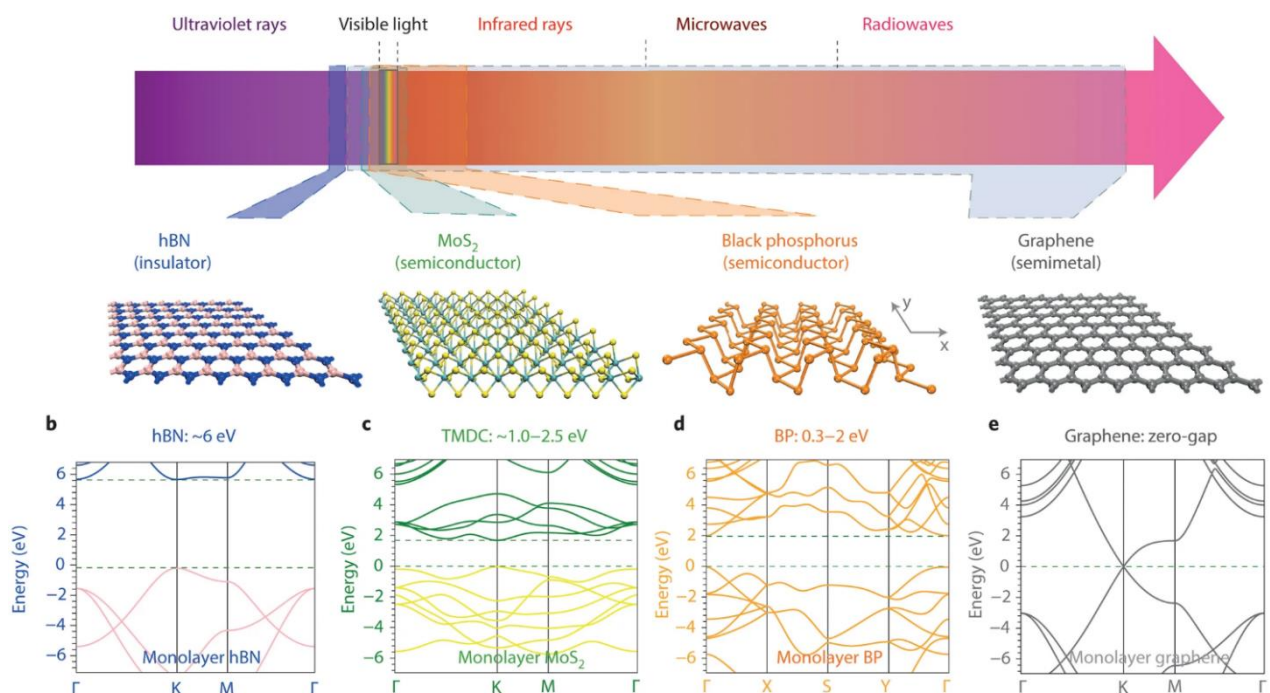 Ultraviolet rays Visible light Infrared rays Microwaves Radiowaves
hBN
(insulator)
MoS₂
(semiconductor)
Black phosphorus
(semiconductor)
Graphene
(semimetal)
y
x
b
hBN: ~6 eV
Energy (eV)
6
4
2
0
−2
−4
−6
Monolayer hBN
Γ K M Γ
c
TMDC: ~1.0–2.5 eV
Energy (eV)
6
4
2
0
−2
−4
−6
Monolayer MoS₂
Γ K M Γ
d
BP: 0.3–2 eV
Energy (eV)
6
4
2
0
−2
−4
−6
Monolayer BP
Γ X S Y Γ
e
Graphene: zero-gap
Energy (eV)
6
4
2
0
−2
−4
−6
Monolayer graphene
Γ K M Γ